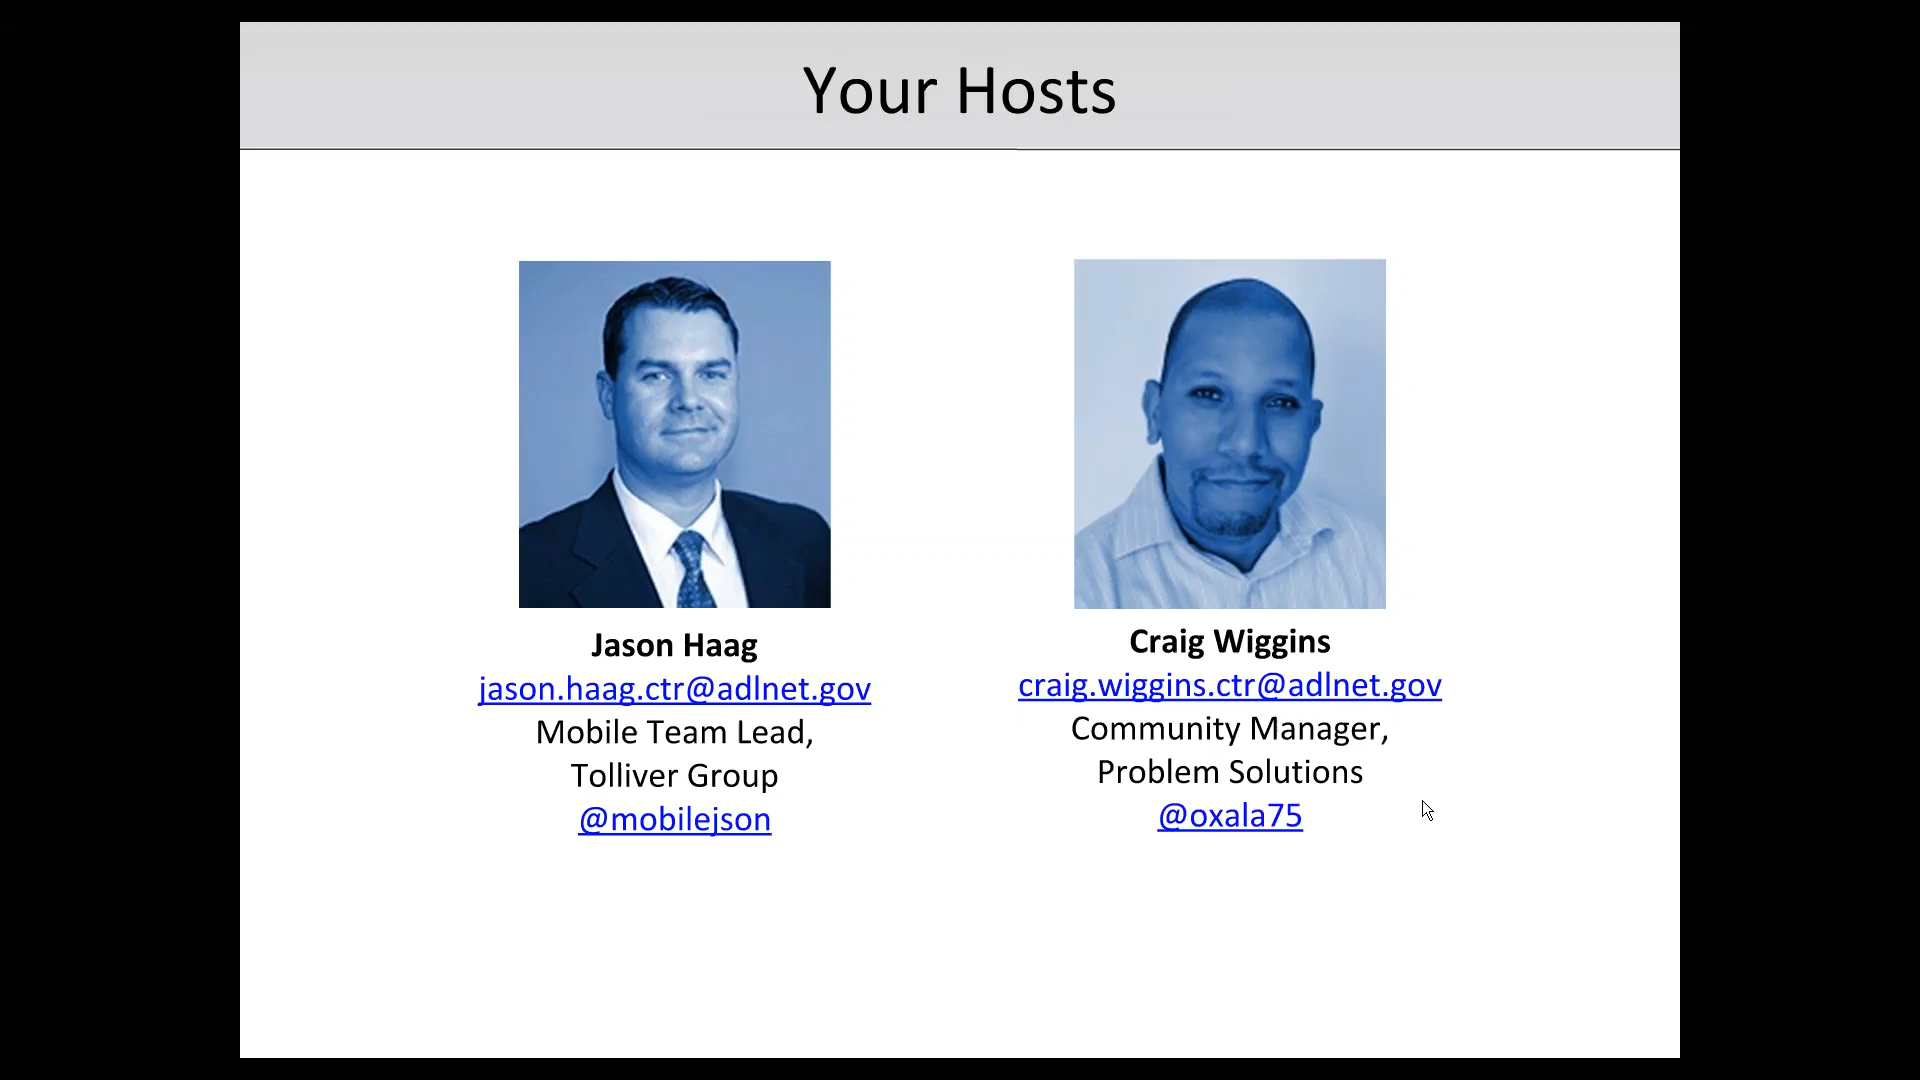 Your Hosts
Jason Haag
jason.haag.ctr@adlnet.gov
Mobile Team Lead,
Tolliver Group
@mobilejson
Craig Wiggins
craig.wiggins.ctr@adlnet.gov
Community Manager,
Problem Solutions
@oxala75